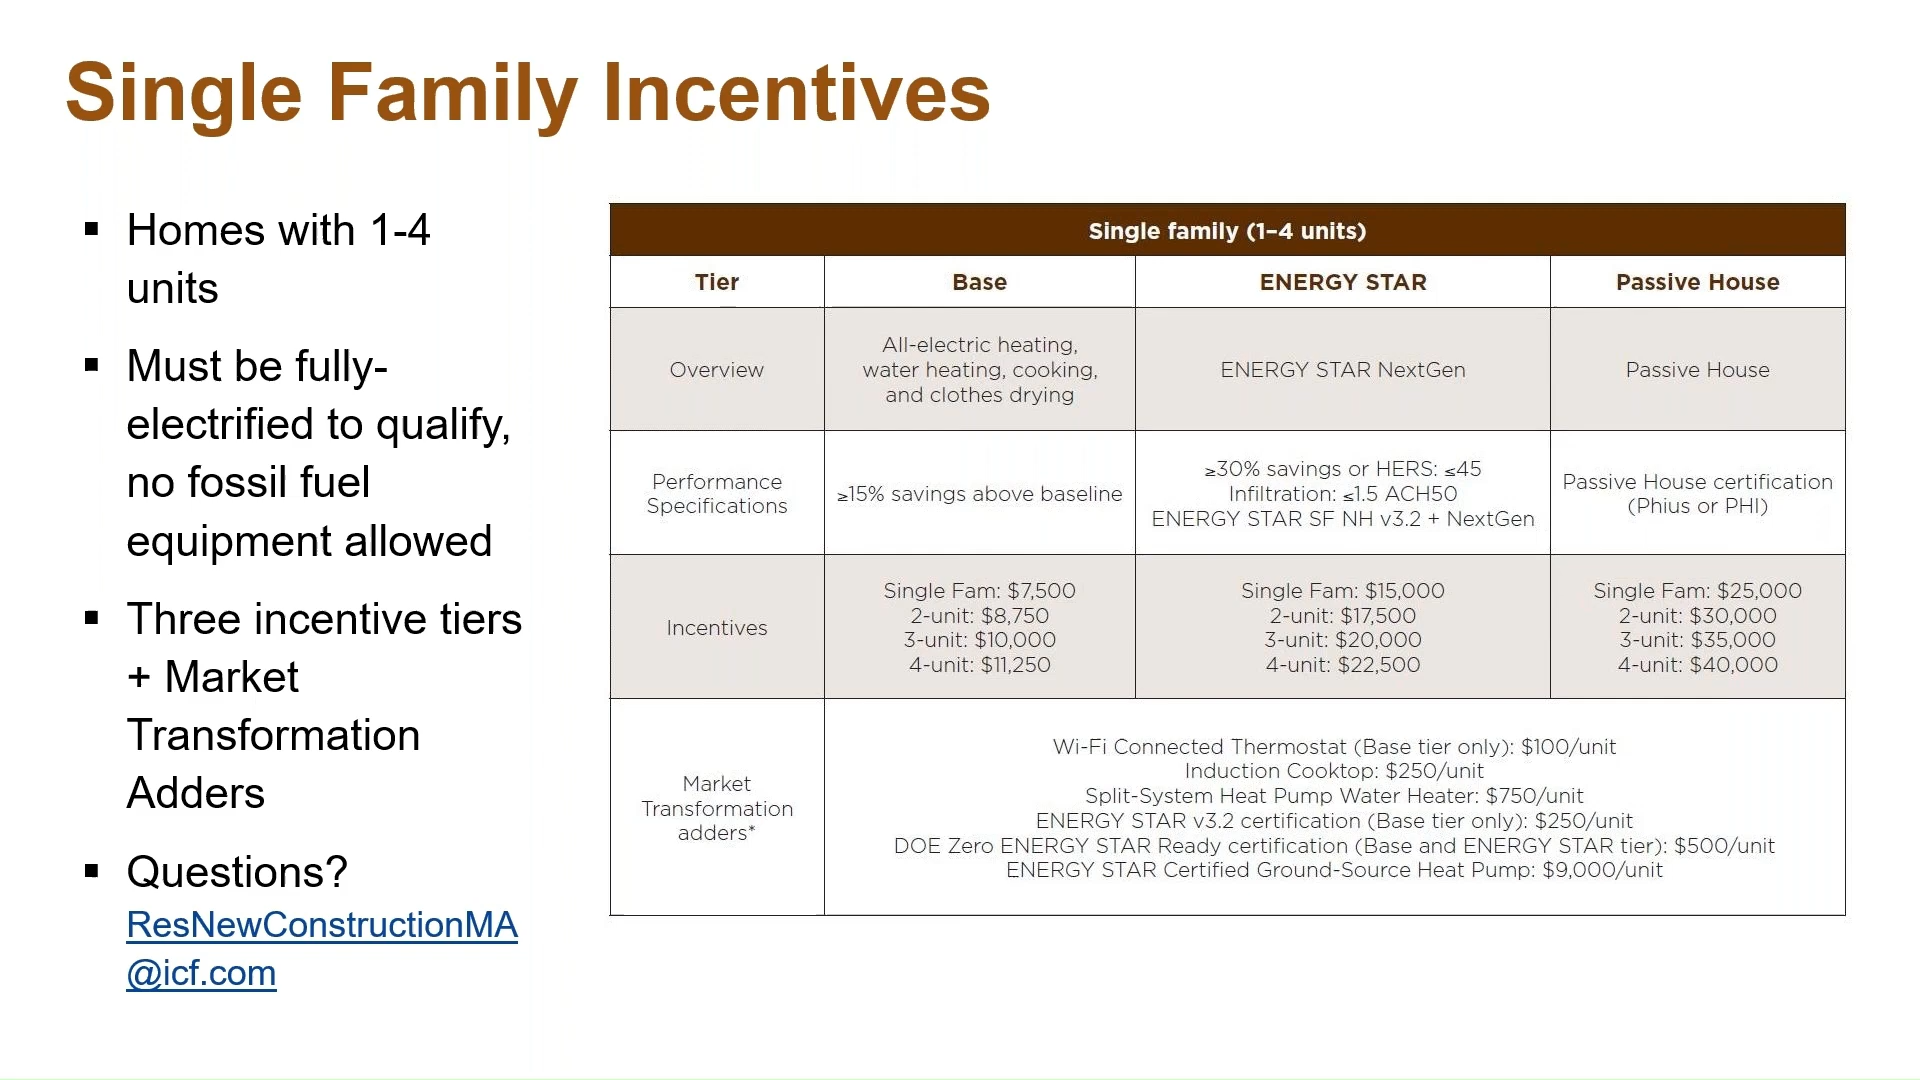 Single Family Incentives
▪ Homes with 1-4
units
▪ Must be fully-
electrified to qualify,
no fossil fuel
equipment allowed
▪ Three incentive tiers
+ Market
Transformation
Adders
▪ Questions?
ResNewConstructionMA
@icf.com
Single family (1–4 units)
Tier
Base
ENERGY STAR
Passive House
Overview
All-electric heating,
water heating, cooking,
and clothes drying
ENERGY STAR NextGen
Passive House
Performance
Specifications
≥15% savings above baseline
≥30% savings or HERS: ≤45
Infiltration: ≤1.5 ACH50
ENERGY STAR SF NH v3.2 + NextGen
Passive House certification
(Phius or PHI)
Incentives
Single Fam: $7,500
2-unit: $8,750
3-unit: $10,000
4-unit: $11,250
Single Fam: $15,000
2-unit: $17,500
3-unit: $20,000
4-unit: $22,500
Single Fam: $25,000
2-unit: $30,000
3-unit: $35,000
4-unit: $40,000
Market
Transformation
adders*
Wi-Fi Connected Thermostat (Base tier only): $100/unit
Induction Cooktop: $250/unit
Split-System Heat Pump Water Heater: $750/unit
ENERGY STAR v3.2 certification (Base tier only): $250/unit
DOE Zero ENERGY STAR Ready certification (Base and ENERGY STAR tier): $500/unit
ENERGY STAR Certified Ground-Source Heat Pump: $9,000/unit